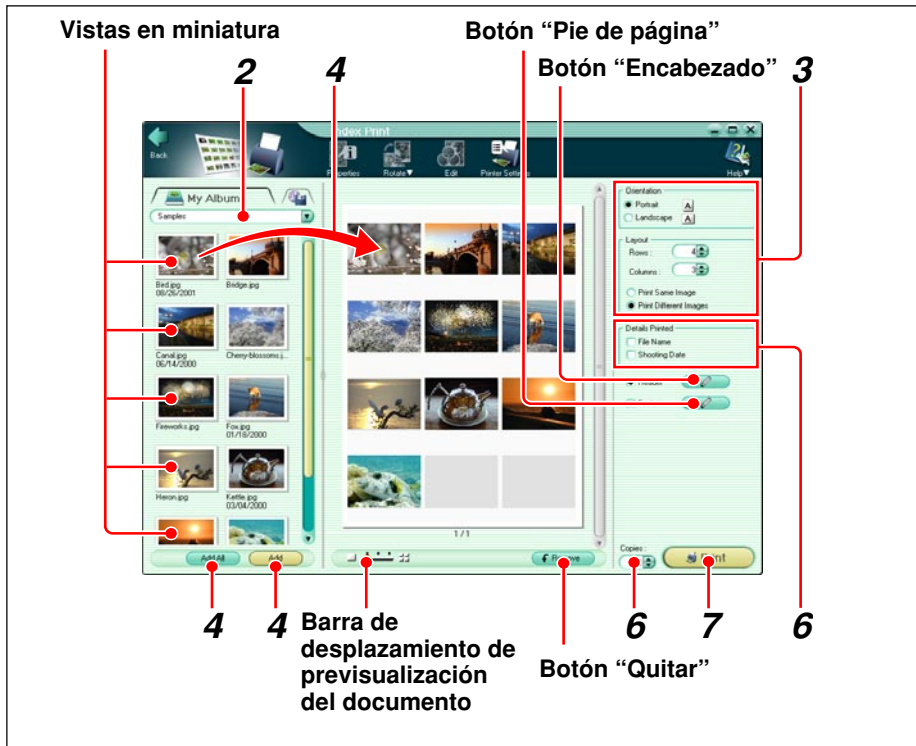 Vistas en miniatura
Botón “Pie de página”
Botón “Encabezado”
3
2
4
Index Print
Back
Properties
Rotate▼
Edit
Printer Settings
Help▼
My Album
Samples
Orientation
Portrait
A
Landscape
A
Layout
Rows :
4
Columns :
3
Print Same Image
Print Different Images
Details Printed
File Name
Shooting Date
Bird.jpg
08/26/2001
Bridge.jpg
Canal.jpg
06/14/2000
Cherry-blossoms.j...
Fireworks.jpg
Fox.jpg
01/18/2000
Heron.jpg
Kettle.jpg
03/04/2000
1 / 1
Add All
Add
Copies :
4
4
Barra de
desplazamiento de
previsualización
del documento
Botón “Quitar”
6
7
6